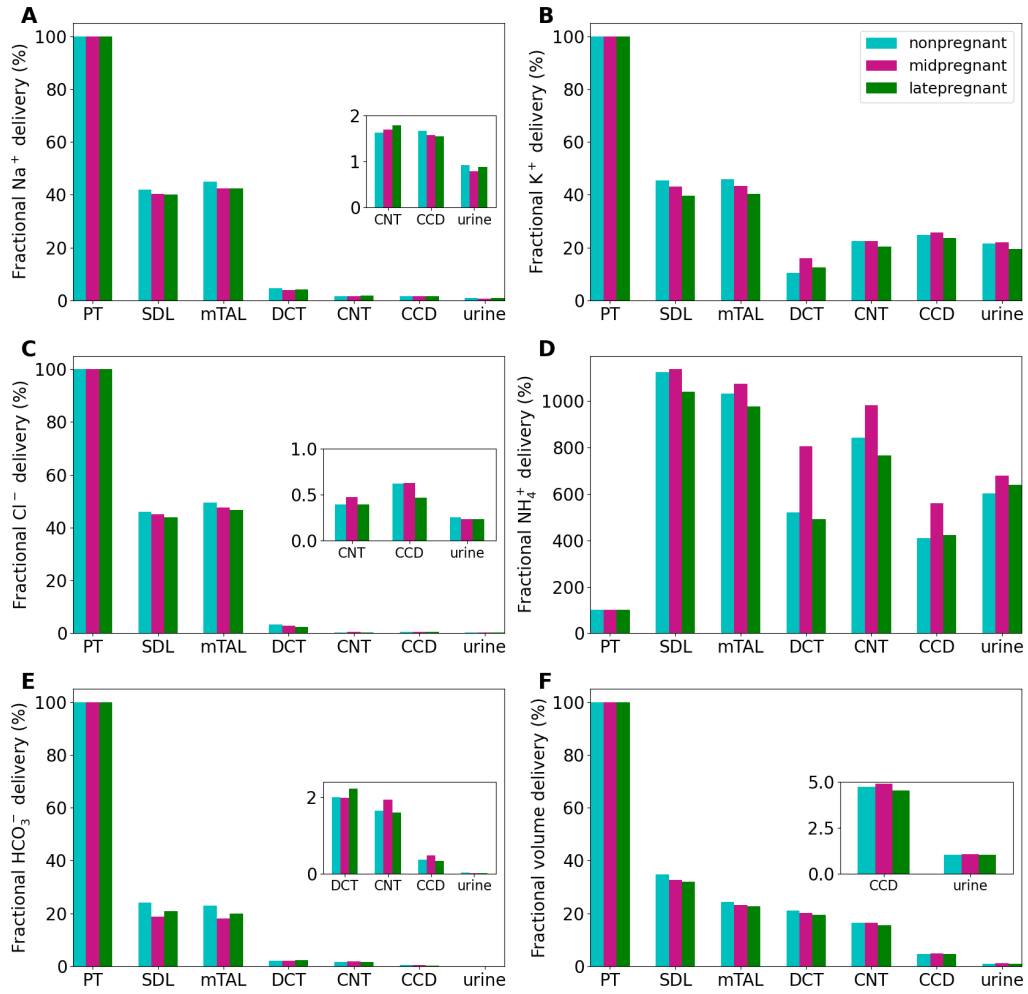 A
Fractional Na⁺ delivery (%)
100
80
60
40
20
0
PT SDL mTAL DCT CNT CCD urine
2
1
0
CNT CCD urine
B
Fractional K⁺ delivery (%)
100
80
60
40
20
0
PT SDL mTAL DCT CNT CCD urine
nonpregnant
midpregnant
latepregnant
C
Fractional Cl⁻ delivery (%)
100
80
60
40
20
0
PT SDL mTAL DCT CNT CCD urine
1.0
0.5
0.0
CNT CCD urine
D
Fractional NH₄⁺ delivery (%)
1000
800
600
400
200
0
PT SDL mTAL DCT CNT CCD urine
E
Fractional HCO₃⁻ delivery (%)
100
80
60
40
20
0
PT SDL mTAL DCT CNT CCD urine
2
0
DCT CNT CCD urine
F
Fractional volume delivery (%)
100
80
60
40
20
0
PT SDL mTAL DCT CNT CCD urine
5.0
2.5
0.0
CCD urine